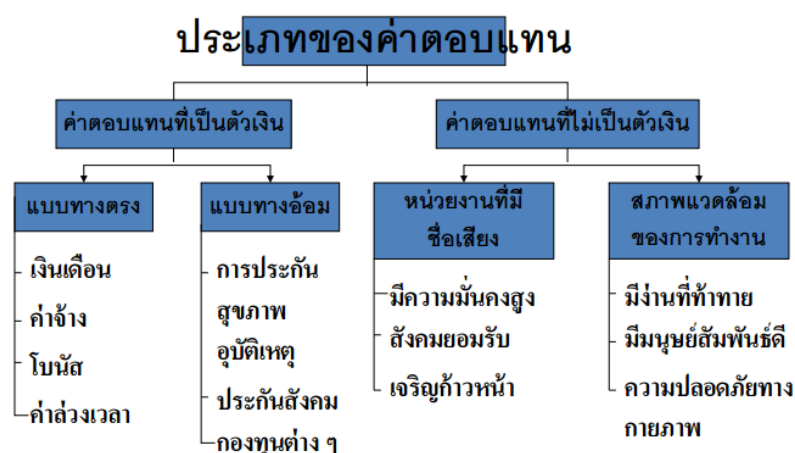 ประเภทของค่าตอบแทน
ค่าตอบแทนที่เป็นตัวเงิน
ค่าตอบแทนที่ไม่เป็นตัวเงิน
แบบทางตรง
เงินเดือน
ค่าจ้าง
โบนัส
ค่าล่วงเวลา
แบบทางอ้อม
การประกัน
สุขภาพ
อุบัติเหตุ
ประกันสังคม
กองทุนต่าง ๆ
หน่วยงานที่มี
ชื่อเสียง
มีความมั่นคงสูง
สังคมยอมรับ
เจริญก้าวหน้า
สภาพแวดล้อม
ของการทำงาน
มีง่านที่ท้าทาย
มีมนุษย์สัมพันธ์ดี
ความปลอดภัยทาง
กายภาพ